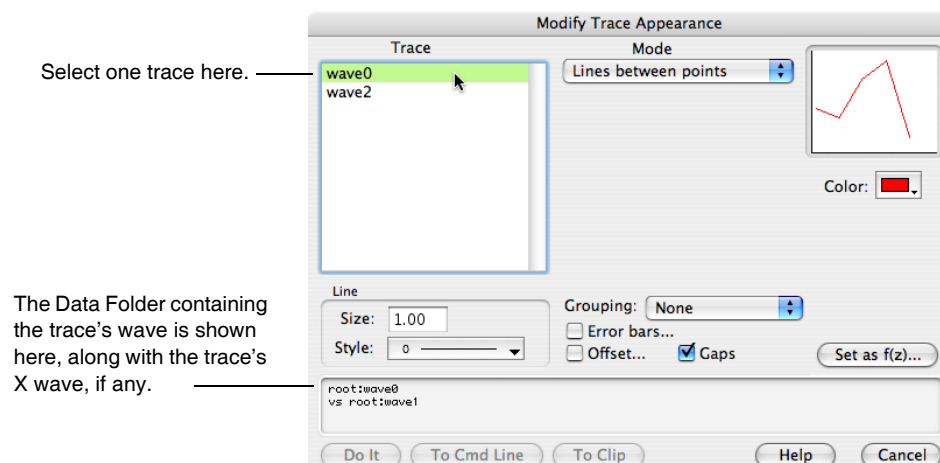 Modify Trace Appearance
Trace
Mode
Select one trace here.
wave0
wave2
Lines between points
Color:
The Data Folder containing
the trace's wave is shown
here, along with the trace's
X wave, if any.
Line
Size: 1.00
Style: 0
Grouping: None
Error bars...
Offset... Gaps
Set as f(z)...
root:wave0
vs root:wave1
Do It To Cmd Line To Clip Help Cancel